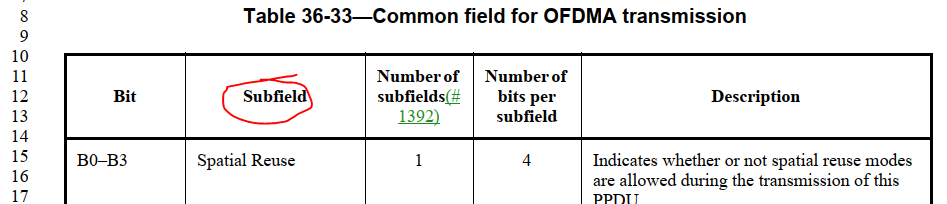 8 Table 36-33—Common field for OFDMA transmission
9
10
11 Number of Number of
12 Bit Subfield subfields(# bits per Description
13 1392) subfield
14
15 B0–B3 Spatial Reuse 1 4 Indicates whether or not spatial reuse modes
16 are allowed during the transmission of this
17 PPDU